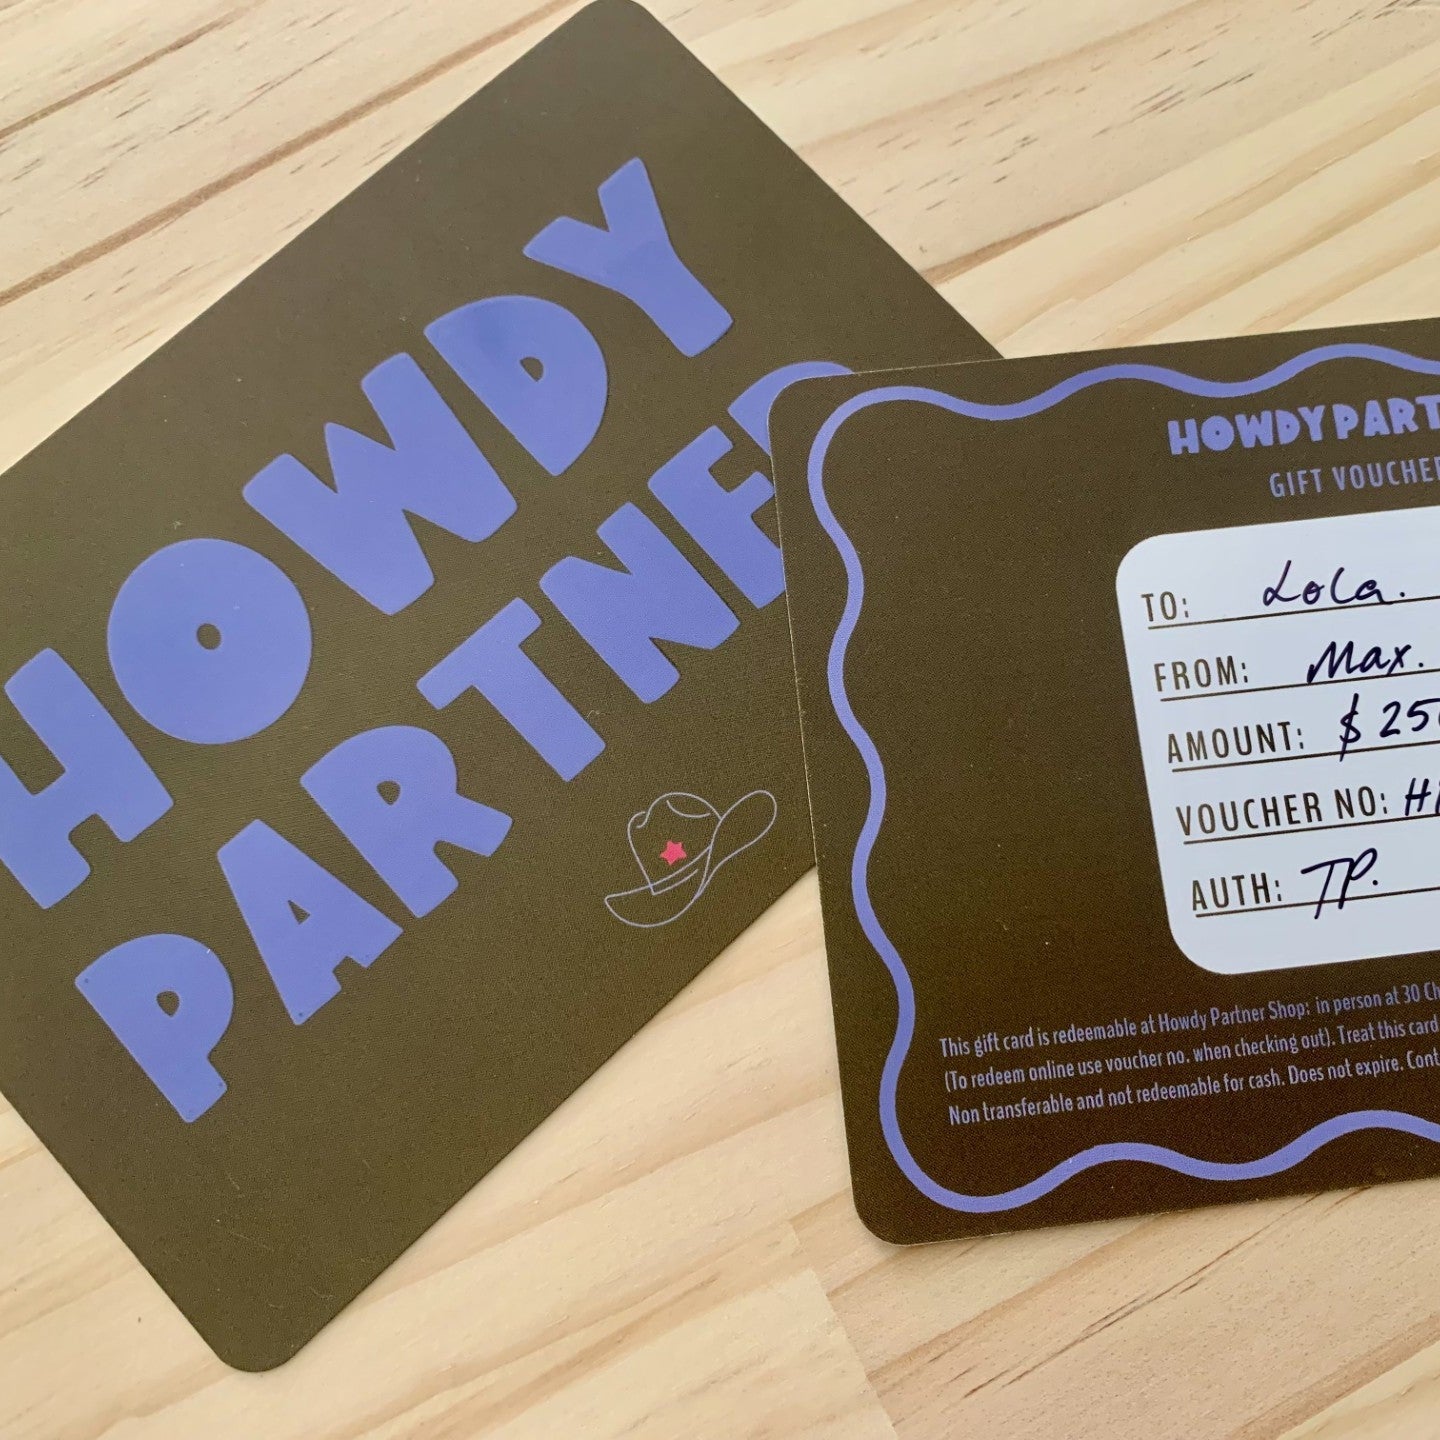 HOWDY
PARTNE
HOWDY PART
GIFT VOUCHER
TO: Lola.
FROM: Max.
AMOUNT: $ 25
VOUCHER NO:
AUTH: TP.
This gift card is redeemable at Howdy Partner Shop: in person at 30
(To redeem online use voucher no. when checking out). Treat this card
Non transferable and not redeemable for cash. Does not expire.